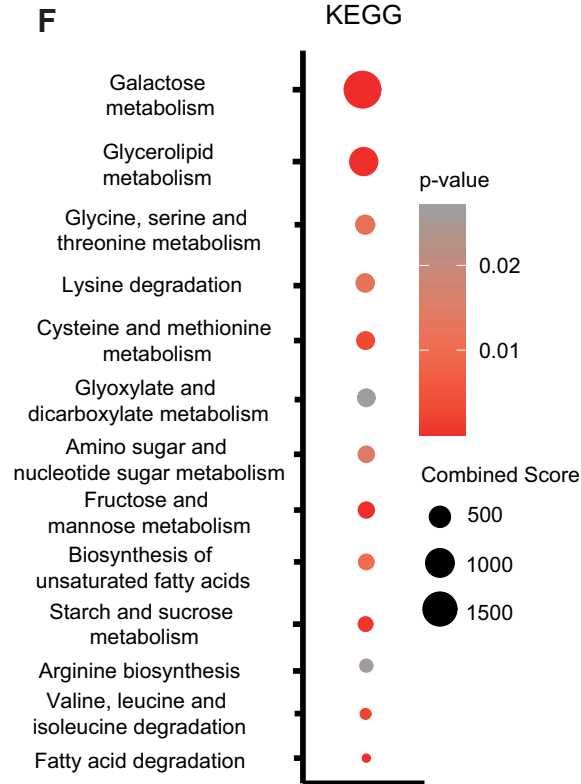 F
KEGG
Galactose
metabolism
Glycerolipid
metabolism
Glycine, serine and
threonine metabolism
Lysine degradation
Cysteine and methionine
metabolism
Glyoxylate and
dicarboxylate metabolism
Amino sugar and
nucleotide sugar metabolism
Fructose and
mannose metabolism
Biosynthesis of
unsaturated fatty acids
Starch and sucrose
metabolism
Arginine biosynthesis
Valine, leucine and
isoleucine degradation
Fatty acid degradation
p-value
0.02
0.01
Combined Score
500
1000
1500